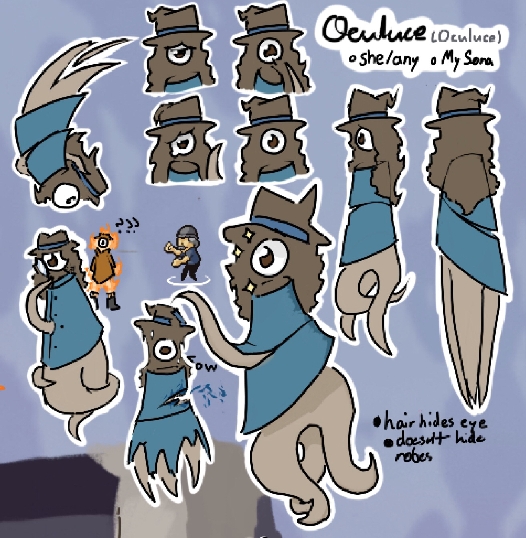 Oculuce (Oculuce)
•she/any • My Sona
???
ow
•hair hides eye
•doesn't hide
robes